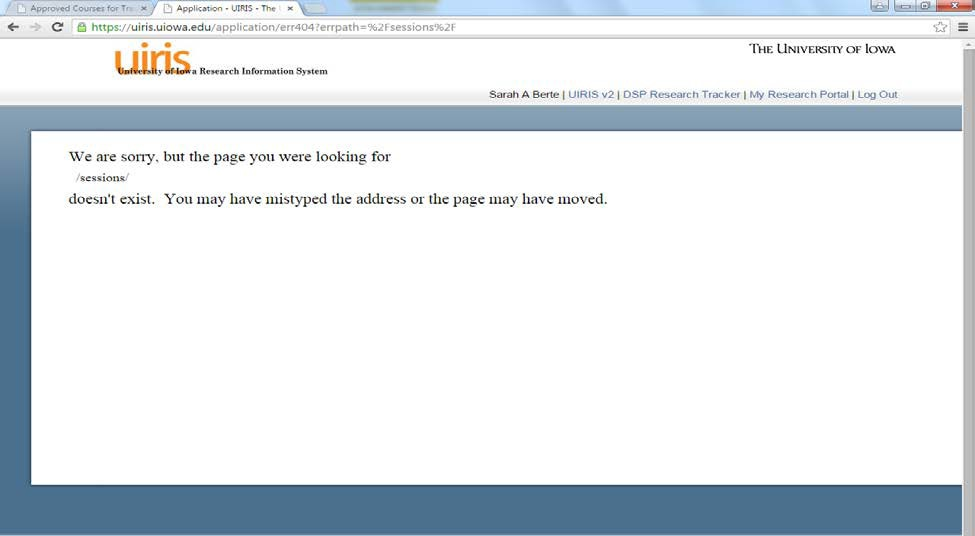 Approved Courses for Tra
Application - UIRIS - The
https://uiris.uiowa.edu/application/err404?errpath=%2Fsessions%2F
uiris
University of Iowa Research Information System
THE UNIVERSITY OF IOWA
Sarah A Berte | UIRIS v2 | DSP Research Tracker | My Research Portal | Log Out
We are sorry, but the page you were looking for
/sessions/
doesn't exist. You may have mistyped the address or the page may have moved.